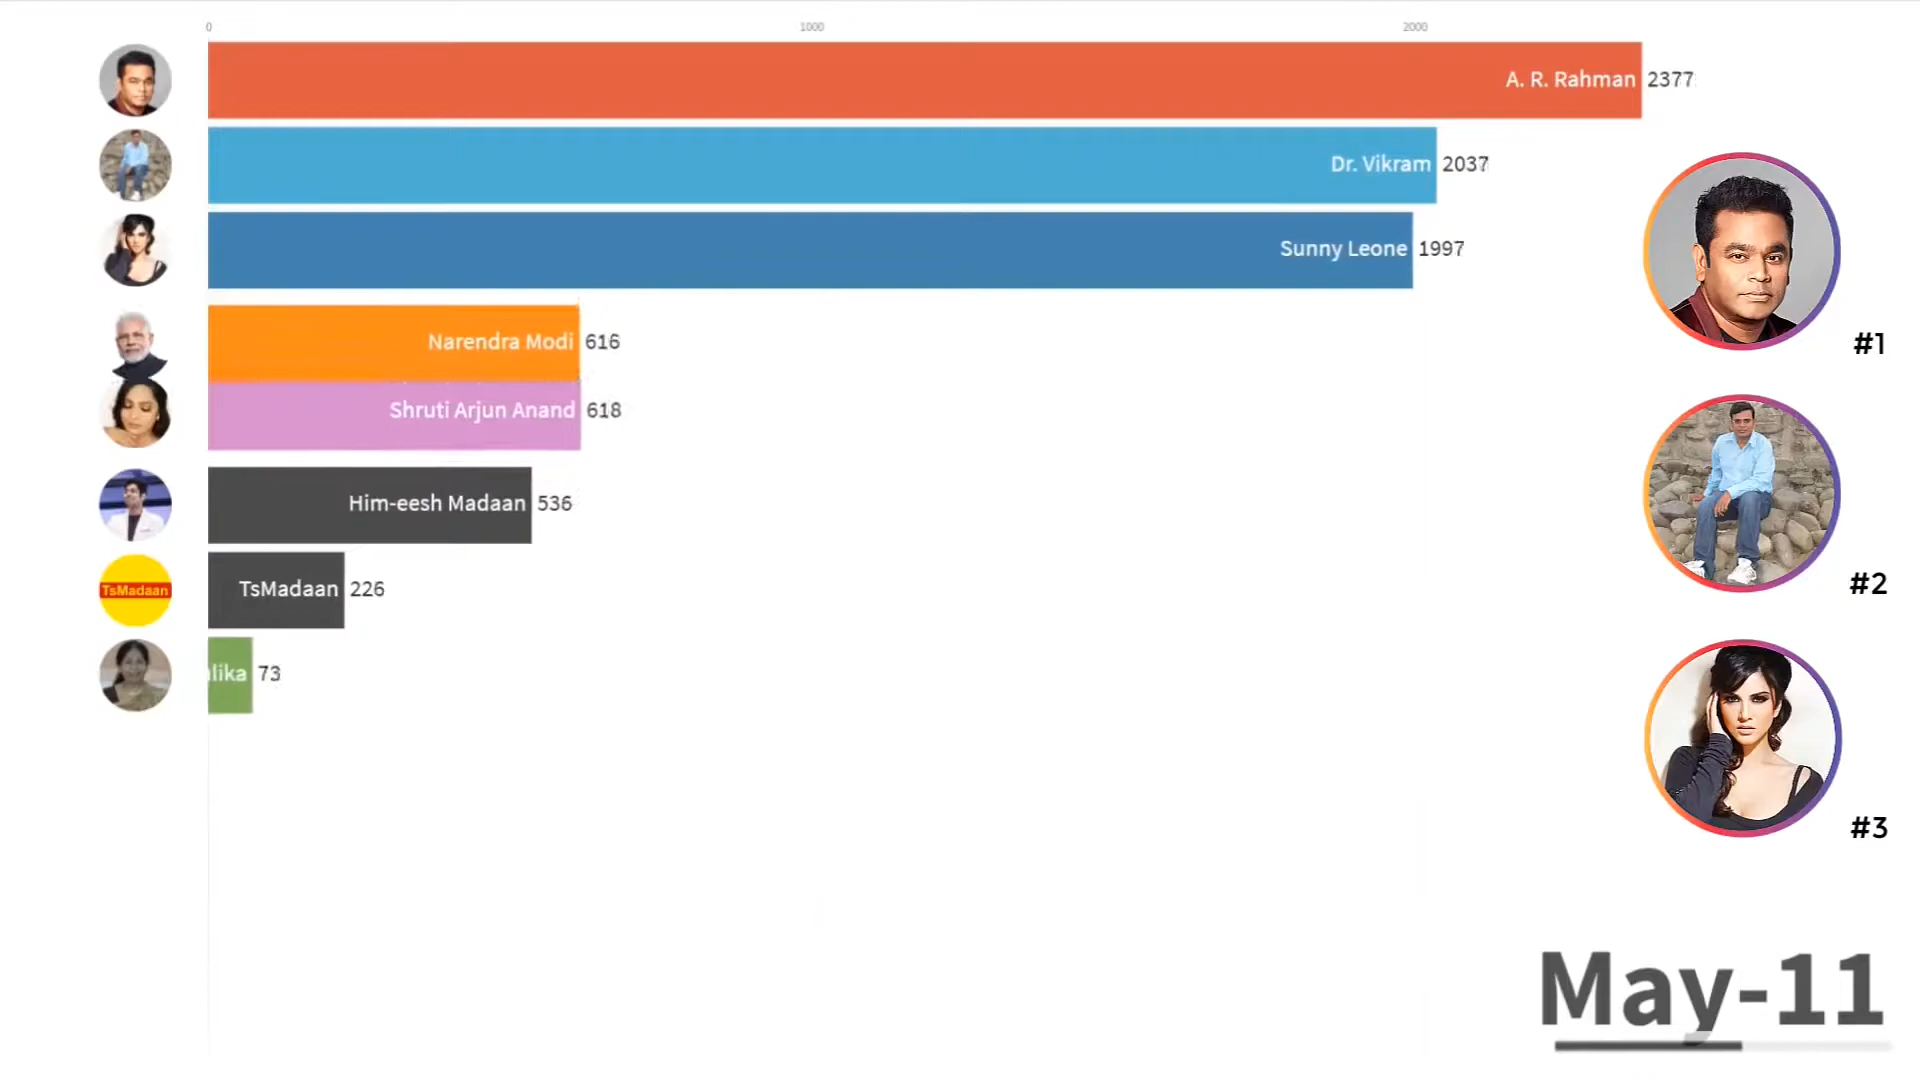 0 1000 2000
A. R. Rahman 2377
Dr. Vikram 2037
Sunny Leone 1997
#1
Narendra Modi 616
Shruti Arjun Anand 618
Him-eesh Madaan 536
#2
TsMadaan TsMadaan 226
lika 73
#3
May-11